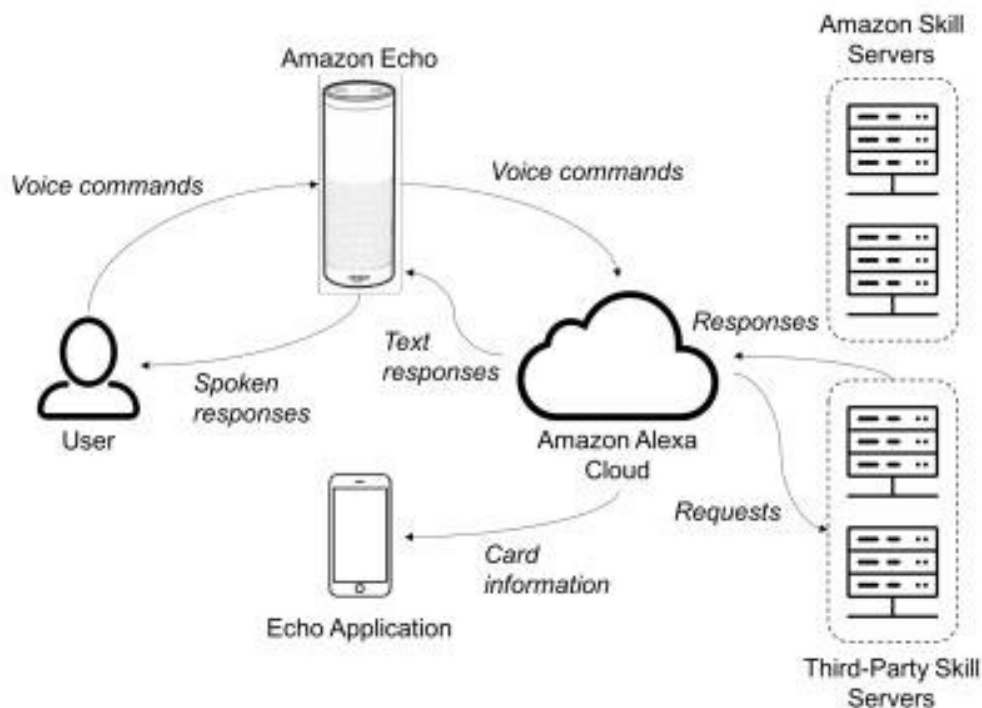 Amazon Skill
Servers
Amazon Echo
Voice commands
Voice commands
Responses
Text
responses
Spoken
responses
User
Amazon Alexa
Cloud
Requests
Card
information
Echo Application
Third-Party Skill
Servers